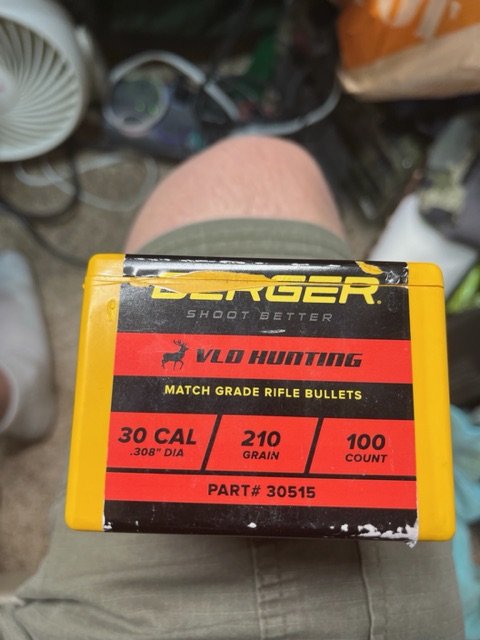 BERGER.
SHOOT BETTER
VLD HUNTING
MATCH GRADE RIFLE BULLETS
30 CAL
.308" DIA
210
GRAIN
100
COUNT
PART# 30515